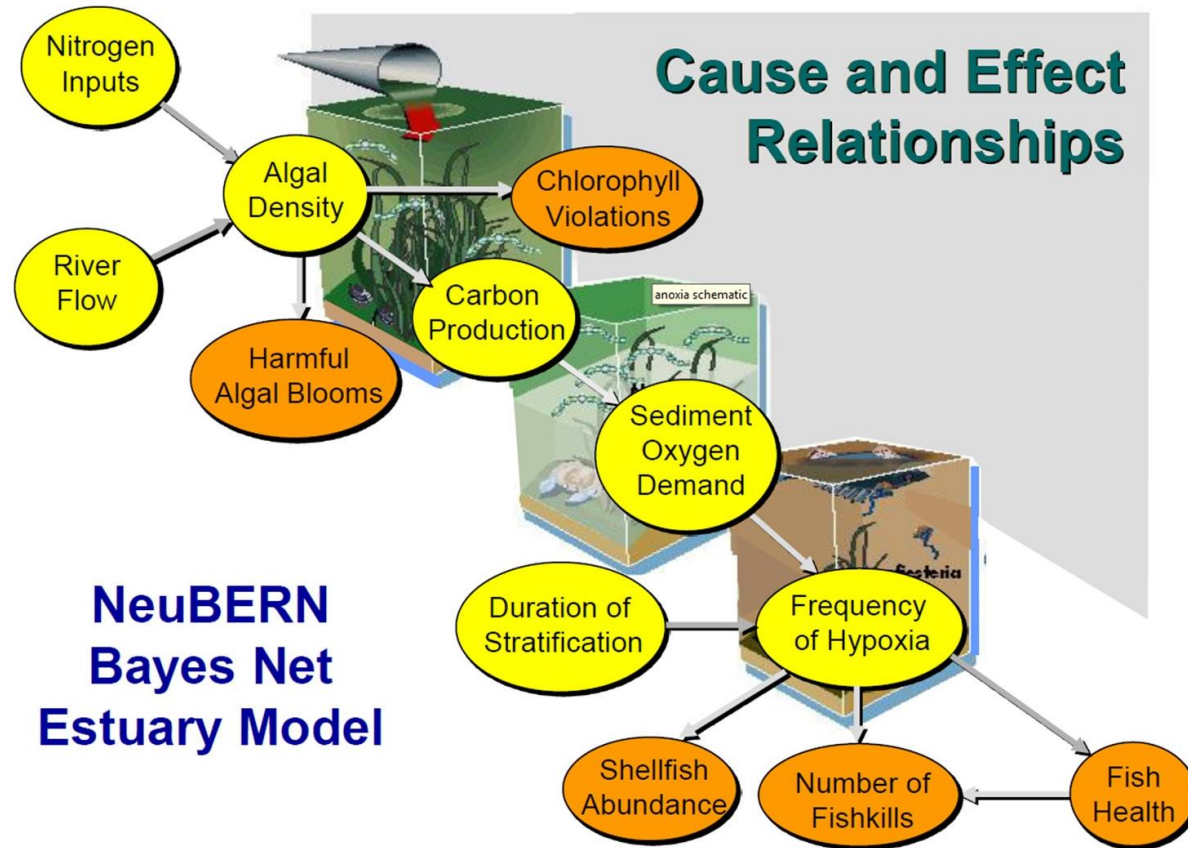 Cause and Effect
Relationships
Nitrogen
Inputs
Algal
Density
Chlorophyll
Violations
River
Flow
Carbon
Production
anoxia schematic
Harmful
Algal Blooms
Sediment
Oxygen
Demand
NeuBERN
Bayes Net
Estuary Model
Duration of
Stratification
Frequency
of Hypoxia
Shellfish
Abundance
Number of
Fishkills
Fish
Health